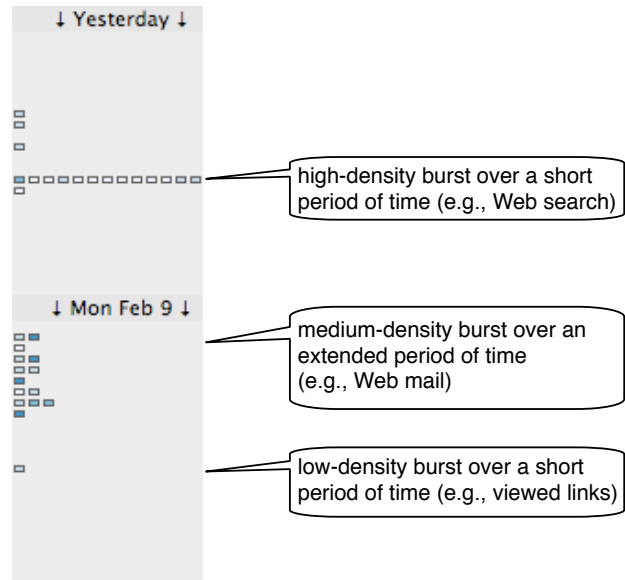 ↓ Yesterday ↓
high-density burst over a short
period of time (e.g., Web search)
↓ Mon Feb 9 ↓
medium-density burst over an
extended period of time
(e.g., Web mail)
low-density burst over a short
period of time (e.g., viewed links)